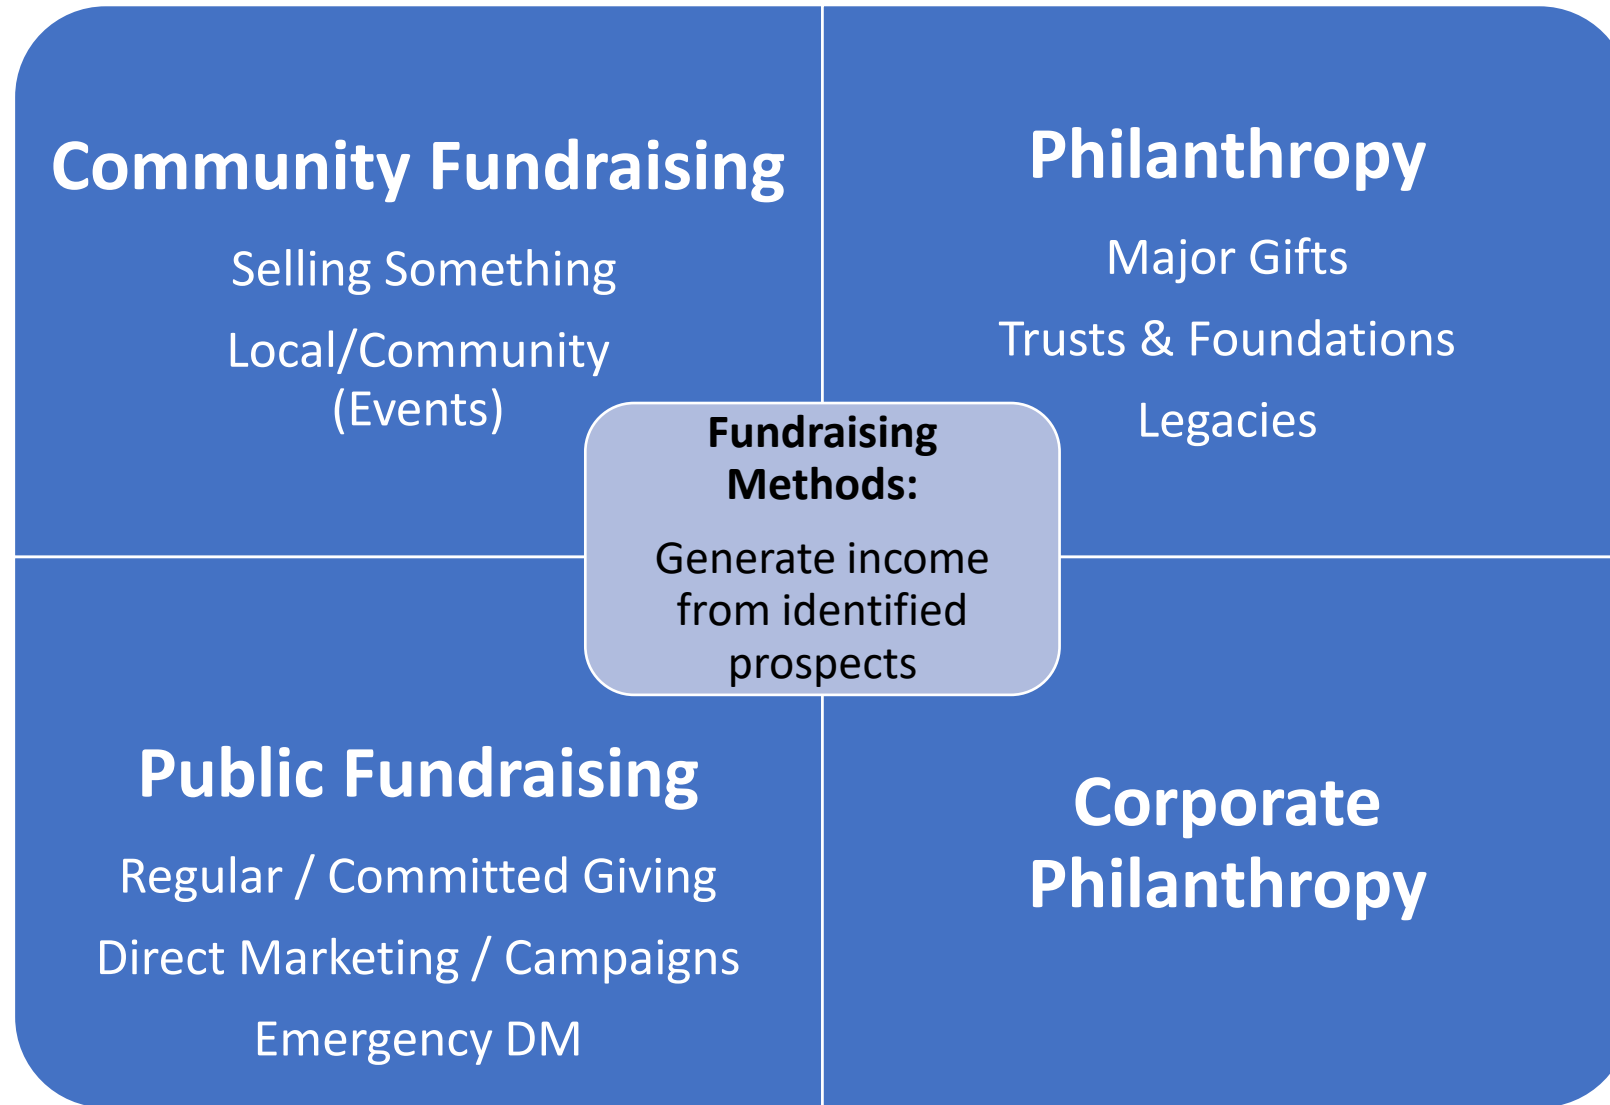 Community Fundraising
Selling Something
Local/Community
(Events)
Philanthropy
Major Gifts
Trusts & Foundations
Legacies
Fundraising
Methods:
Generate income
from identified
prospects
Public Fundraising
Regular / Committed Giving
Direct Marketing / Campaigns
Emergency DM
Corporate
Philanthropy